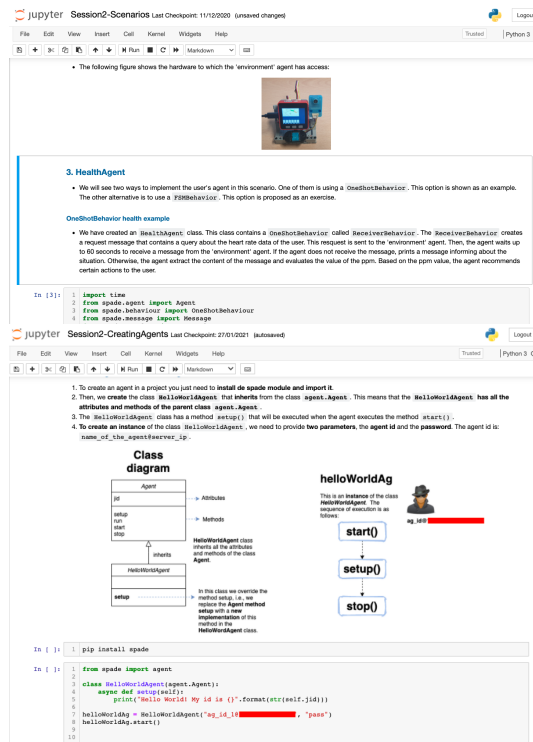 jupyter Session2-Scenarios Last Checkpoint: 11/12/2020 (unsaved changes)
Logou
File Edit View Insert Cell Kernel Widgets Help
Trusted Python 3
Run Markdown
• The following figure shows the hardware to which the 'environment' agent has access:
3. HealthAgent
• We will see two ways to implement the user's agent in this scenario. One of them is using a OneShotBehavior. This option is shown as an example.
The other alternative is to use a FSMBehavior. This option is proposed as an exercise.
OneShotBehavior health example
• We have created an HealthAgent class. This class contains a OneShotBehavior called ReceiverBehavior. The ReceiverBehavior creates
a request message that contains a query about the heart rate data of the user. This resquest is sent to the 'environment' agent. Then, the agent waits up
to 60 seconds to receive a message from the 'environment' agent. If the agent does not receive the message, prints a message informing about the
situation. Otherwise, the agent extract the content of the message and evaluates the value of the ppm. Based on the ppm value, the agent recommends
certain actions to the user.
In [3]:
1 import time
2 from spade.agent import Agent
3 from spade.behaviour import OneShotBehaviour
4 from spade.message import Message
jupyter Session2-CreatingAgents Last Checkpoint: 27/01/2021 (autosaved)
Logout
File Edit View Insert Cell Kernel Widgets Help
Trusted Python 3
Run Markdown
1. To create an agent in a project you just need to install de spade module and import it.
2. Then, we create the class HelloWorldAgent that inherits from the class agent.Agent. This means that the HelloWorldAgent has all the
attributes and methods of the parent class agent.Agent.
3. The HelloWorldAgent class has a method setup() that will be executed when the agent executes the method start().
4. To create an instance of the class HelloWorldAgent, we need to provide two parameters, the agent id and the password. The agent id is:
name_of_the_agent@server_ip.
Class
diagram
Agent
jid
Attributes
setup
run
start
stop
Methods
inherits
HelloWorldAgent class
inherits all the attributes
and methods of the class
Agent.
HelloWorldAgent
setup
In this class we override the
method setup, i.e., we
replace the Agent method
setup with a new
implementation of this
method in the
HelloWordAgent class.
helloWorldAg
This is an instance of the class
HelloWorldAgent. The
sequence of execution is as
follows:
ag_id@
start()
setup()
stop()
In [ ]:
1 pip install spade
In [ ]:
1 from spade import agent
2
3 class HelloWorldAgent(agent.Agent):
4 async def setup(self):
5 print("Hello World! My id is {}".format(str(self.jid)))
6
7 helloWorldAg = HelloWorldAgent("ag_id_1@ , "pass")
8 helloWorldAg.start()
9
10